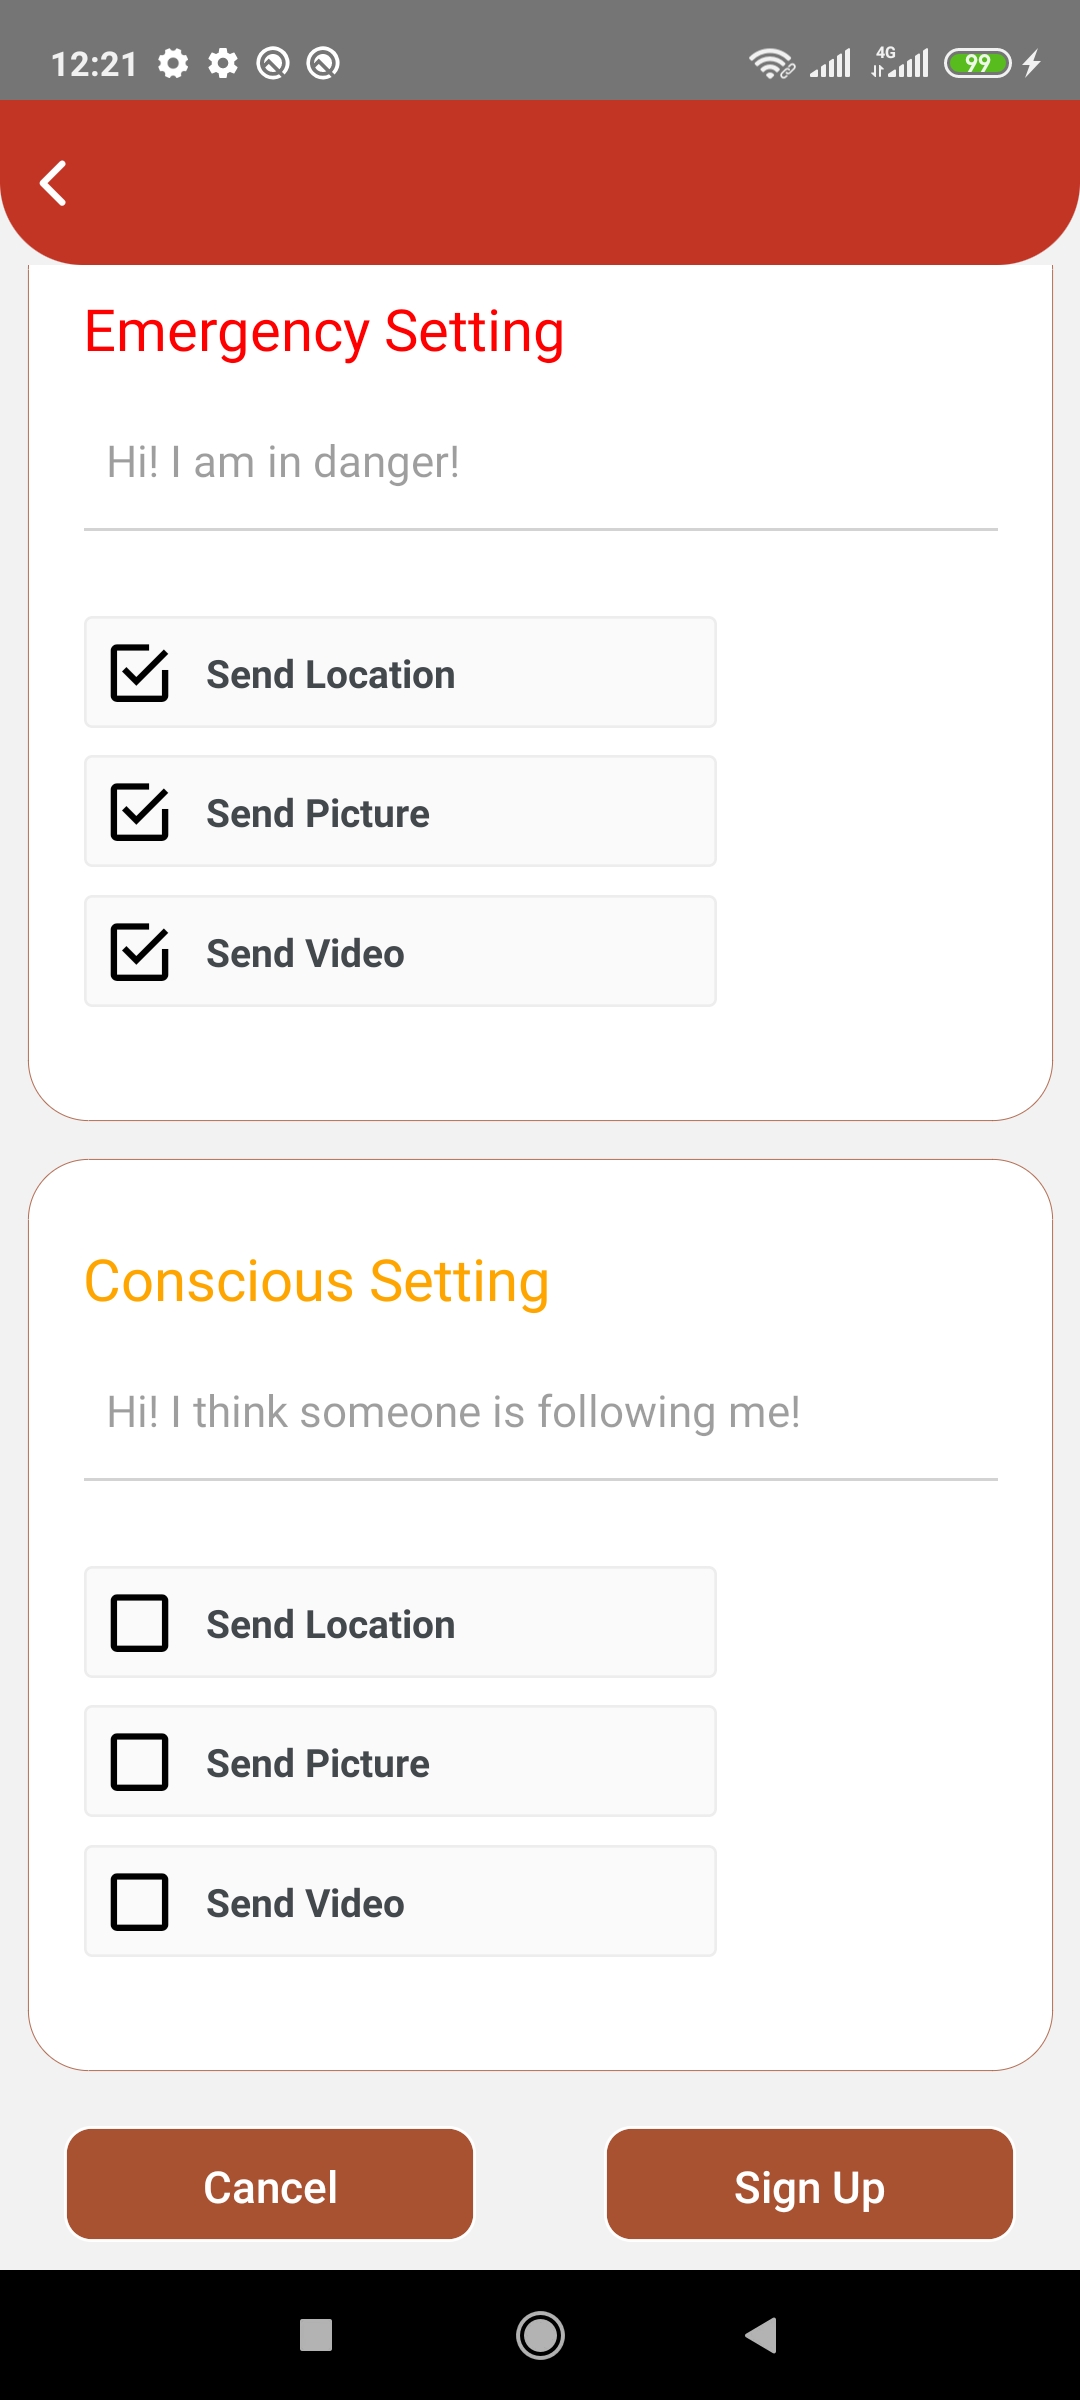 12:21 4G 99
Emergency Setting
Hi! I am in danger!
Send Location
Send Picture
Send Video
Conscious Setting
Hi! I think someone is following me!
Send Location
Send Picture
Send Video
Cancel Sign Up